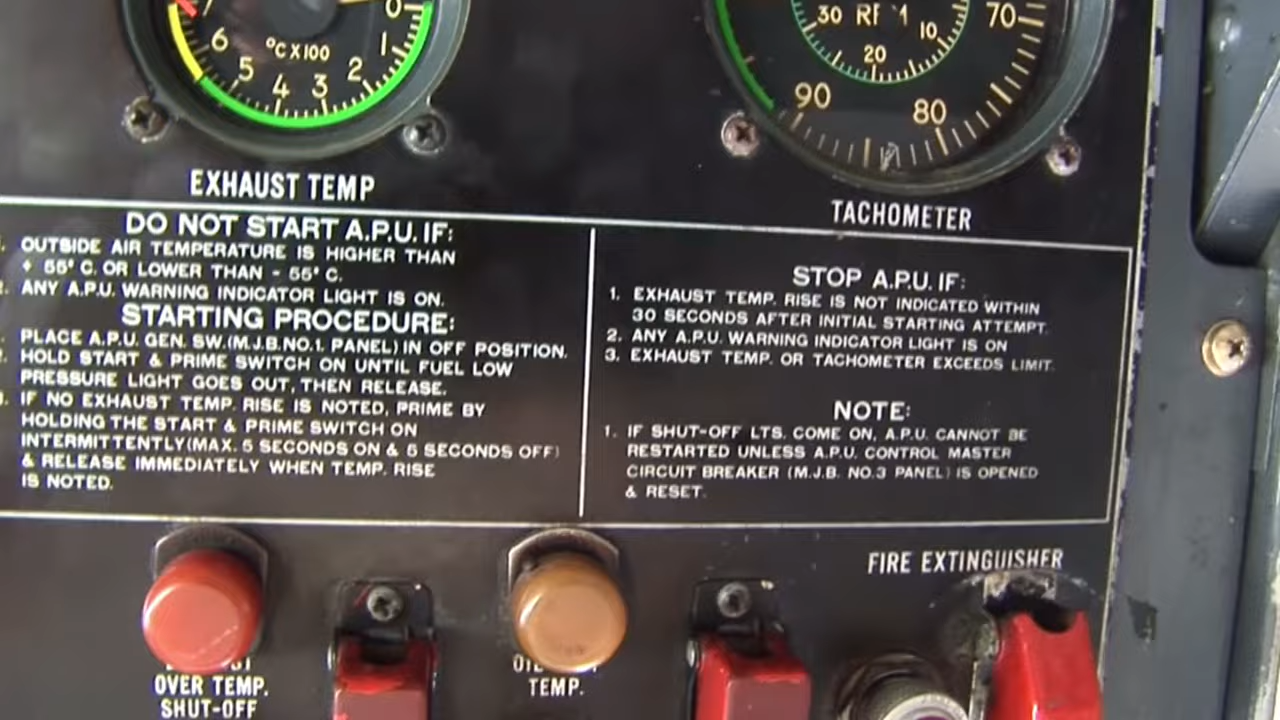 7
6
5
4
3
2
1
0
°C X 100
EXHAUST TEMP
30 RPM 10
20
90
80
70
TACHOMETER
DO NOT START A.P.U. IF:
OUTSIDE AIR TEMPERATURE IS HIGHER THAN
+ 55° C. OR LOWER THAN - 55° C.
ANY A.P.U. WARNING INDICATOR LIGHT IS ON.
STARTING PROCEDURE:
PLACE A.P.U. GEN. SW. (M.J.B. NO.1. PANEL) IN OFF POSITION.
HOLD START & PRIME SWITCH ON UNTIL FUEL LOW
PRESSURE LIGHT GOES OUT, THEN RELEASE.
IF NO EXHAUST TEMP. RISE IS NOTED, PRIME BY
HOLDING THE START & PRIME SWITCH ON
INTERMITTENTLY (MAX. 5 SECONDS ON & 5 SECONDS OFF)
& RELEASE IMMEDIATELY WHEN TEMP. RISE
IS NOTED.
STOP A.P.U. IF:
1. EXHAUST TEMP. RISE IS NOT INDICATED WITHIN
30 SECONDS AFTER INITIAL STARTING ATTEMPT.
2. ANY A.P.U. WARNING INDICATOR LIGHT IS ON
3. EXHAUST TEMP. OR TACHOMETER EXCEEDS LIMIT.
NOTE:
1. IF SHUT-OFF LTS. COME ON, A.P.U. CANNOT BE
RESTARTED UNLESS A.P.U. CONTROL MASTER
CIRCUIT BREAKER (M.J.B. NO.3 PANEL) IS OPENED
& RESET.
FIRE EXTINGUISHER
OVER TEMP.
SHUT-OFF
TEMP.